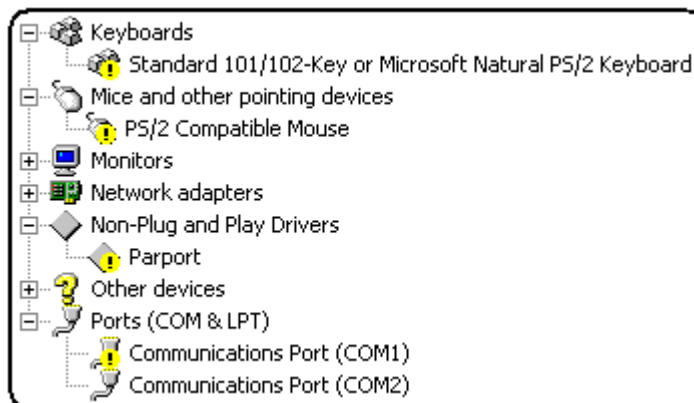 Keyboards
Standard 101/102-Key or Microsoft Natural PS/2 Keyboard
Mice and other pointing devices
PS/2 Compatible Mouse
Monitors
Network adapters
Non-Plug and Play Drivers
Parport
Other devices
Ports (COM & LPT)
Communications Port (COM1)
Communications Port (COM2)